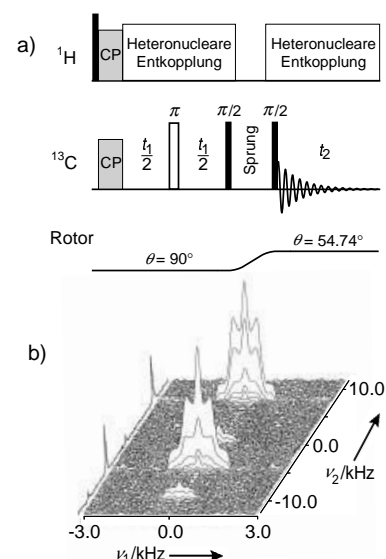 a)
¹H
CP
Heteronucleare
Entkopplung
Heteronucleare
Entkopplung
π π/2 π/2
¹³C
CP
t₁/2
t₁/2
Sprung
t₂
Rotor
θ = 90°
θ = 54.74°
b)
10.0
0.0
-10.0
ν₂/kHz
-3.0 0.0 3.0
ν₁/kHz